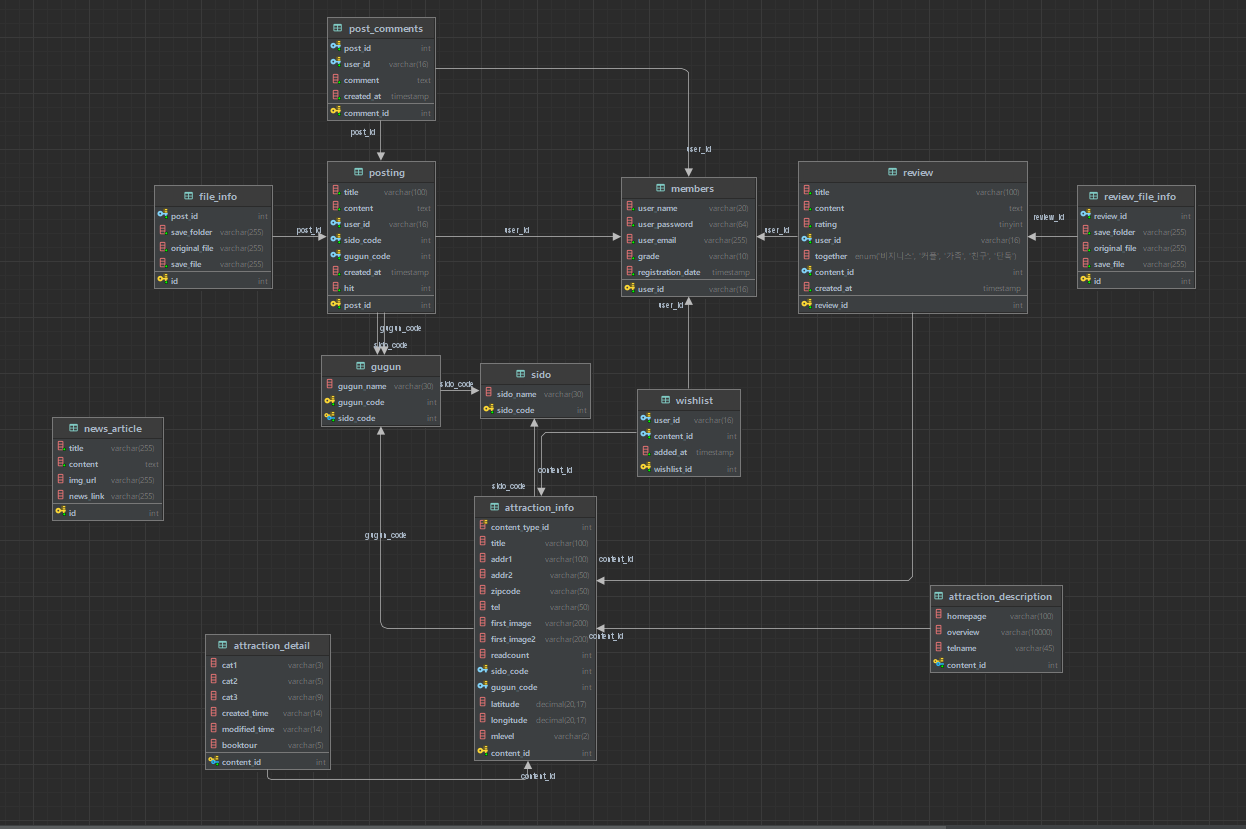 post_comments
post_id int
user_id varchar(16)
comment text
created_at timestamp
comment_id int
post_id
user_id
file_info
post_id int
save_folder varchar(255)
original_file varchar(255)
save_file varchar(255)
id int
post_id
posting
title varchar(100)
content text
user_id varchar(16)
sido_code int
gugun_code int
created_at timestamp
hit int
post_id int
user_id
members
user_name varchar(20)
user_password varchar(64)
user_email varchar(255)
grade varchar(10)
registration_date timestamp
user_id varchar(16)
user_id
user_id
review
title varchar(100)
content text
rating tinyint
user_id varchar(16)
together enum('비지니스', '커플', '가족', '친구', '단독')
content_id int
created_at timestamp
review_id int
review_id
review_file_info
review_id int
save_folder varchar(255)
original_file varchar(255)
save_file varchar(255)
id int
gugun_code
sido_code
gugun
gugun_name varchar(30)
gugun_code int
sido_code int
sido_code
sido
sido_name varchar(30)
sido_code int
wishlist
user_id varchar(16)
content_id int
added_at timestamp
wishlist_id int
news_article
title varchar(255)
content text
img_url varchar(255)
news_link varchar(255)
id int
content_id
sido_code
gugun_code
attraction_info
content_type_id int
title varchar(100)
addr1 varchar(100)
addr2 varchar(50)
zipcode varchar(50)
tel varchar(50)
first_image varchar(200)
first_image2 varchar(200)
readcount int
sido_code int
gugun_code int
latitude decimal(20,17)
longitude decimal(20,17)
mlevel varchar(2)
content_id int
content_id
content_id
attraction_description
homepage varchar(100)
overview varchar(10000)
telname varchar(45)
content_id int
attraction_detail
cat1 varchar(3)
cat2 varchar(5)
cat3 varchar(9)
created_time varchar(14)
modified_time varchar(14)
booktour varchar(5)
content_id int
content_id